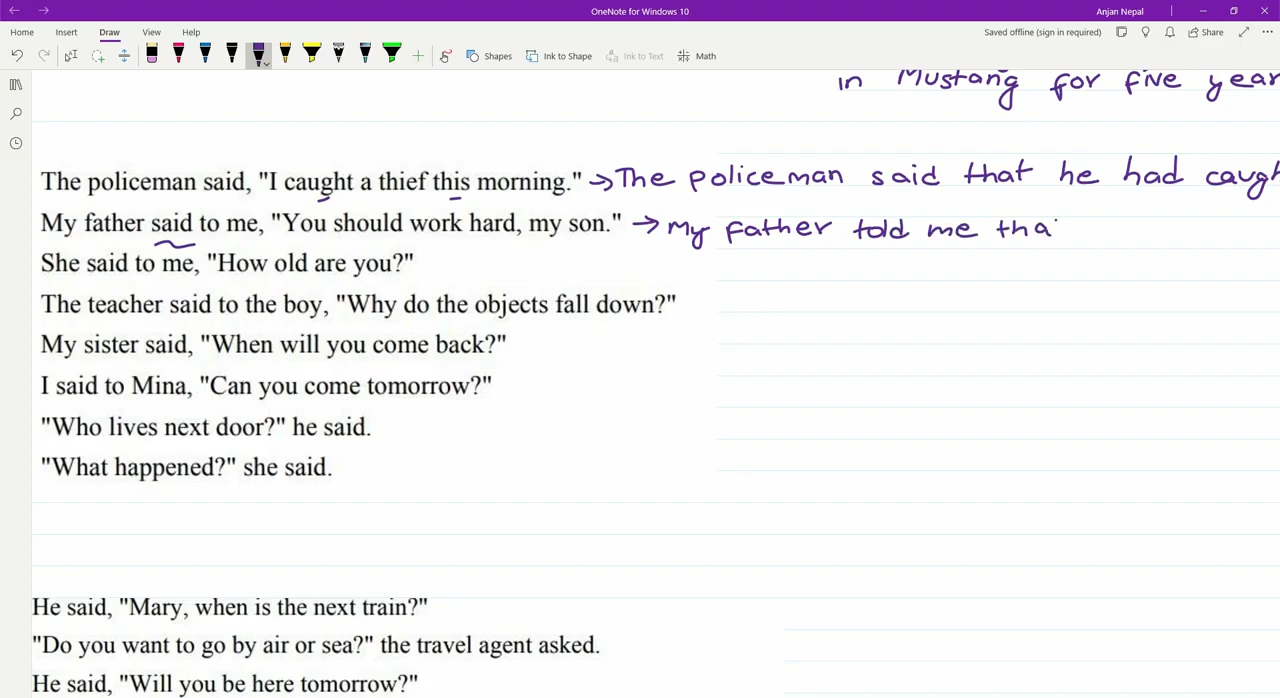 OneNote for Windows 10
Anjan Nepal
Home Insert Draw View Help
Saved offline (sign in required)
Share
Shapes Ink to Shape Ink to Text Math
in Mustang for five year
The policeman said, "I caught a thief this morning." → The policeman said that he had caugh
My father said to me, "You should work hard, my son." → My father told me tha
She said to me, "How old are you?"
The teacher said to the boy, "Why do the objects fall down?"
My sister said, "When will you come back?"
I said to Mina, "Can you come tomorrow?"
"Who lives next door?" he said.
"What happened?" she said.
He said, "Mary, when is the next train?"
"Do you want to go by air or sea?" the travel agent asked.
He said, "Will you be here tomorrow?"